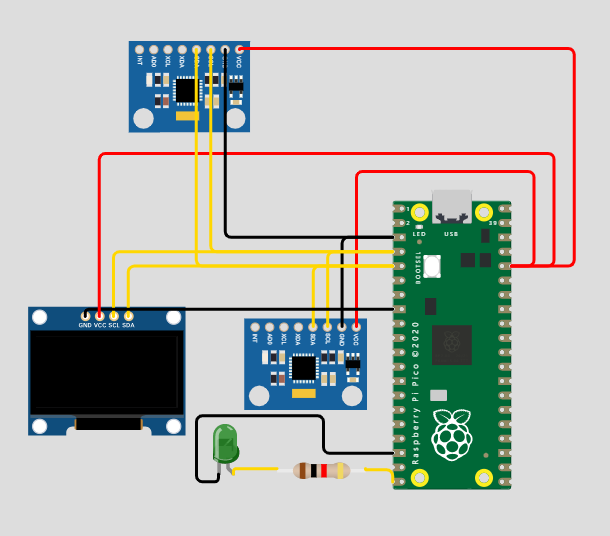 INT AD0 XCL XDA SDA SCL GND VCC
1
2
39
LED USB
BOOTSEL
Raspberry Pi Pico ©2020
GND VCC SCL SDA
INT AD0 XCL XDA SDA SCL GND VCC